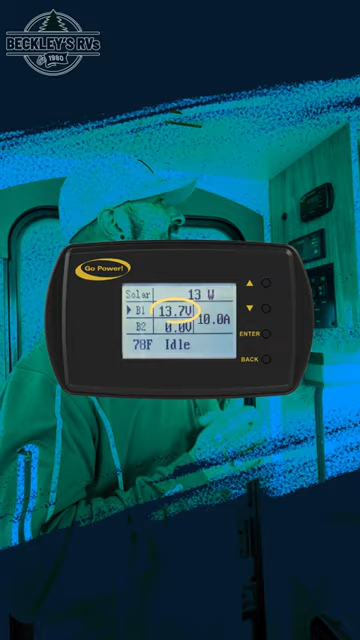 BECKLEY'S RVs
EST. 1980
Go Power!
Solar 13 W
B1 13.7V
10.0A
B2 0.0V
78F Idle
ENTER
BACK